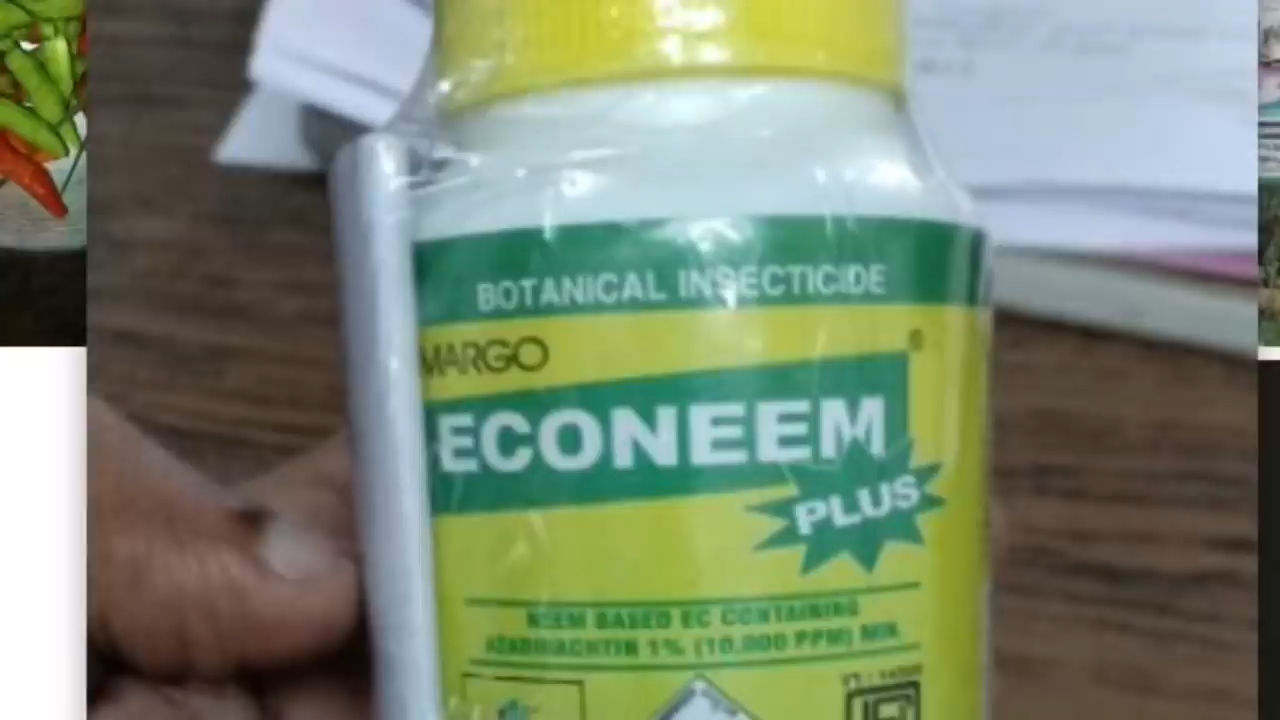 BOTANICAL INSECTICIDE
MARGO
ECONEEM
PLUS
NEEM BASED EC CONTAINING
AZADIRACHTIN 1% (10,000 PPM) MIN.